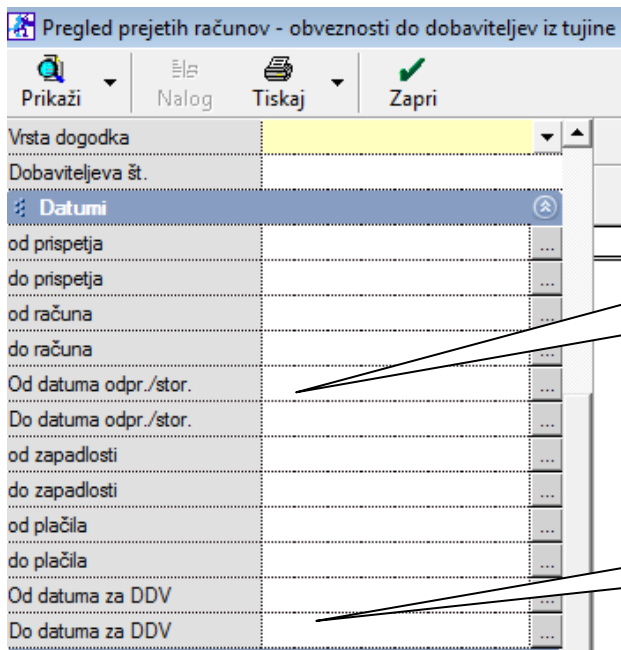 Pregled prejetih računov - obveznosti do dobaviteljev iz tujine
Prikaži Nalog Tiskaj Zapri
Vrsta dogodka
Dobaviteljeva št.
Datumi
od prispetja ...
do prispetja ...
od računa ...
do računa ...
Od datuma odpr./stor. ...
Do datuma odpr./stor. ...
od zapadlosti ...
do zapadlosti ...
od plačila ...
do plačila ...
Od datuma za DDV ...
Do datuma za DDV ...